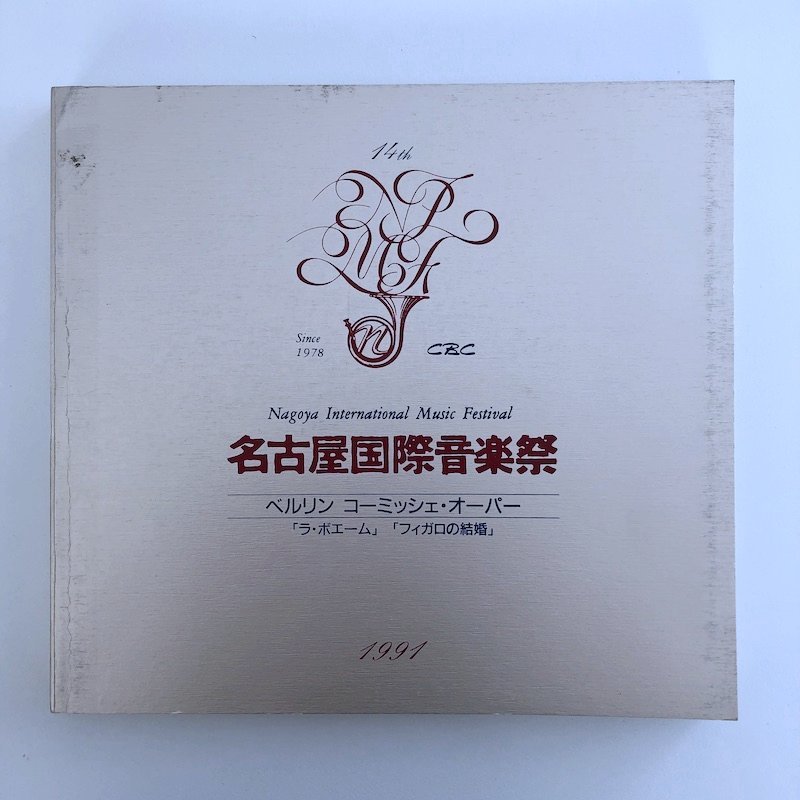 14th
NI
MF
Since
1978
n
CBC
Nagoya International Music Festival
名古屋国際音楽祭
ベルリン コーミッシェ・オーパー
「ラ・ボエーム」「フィガロの結婚」
1991